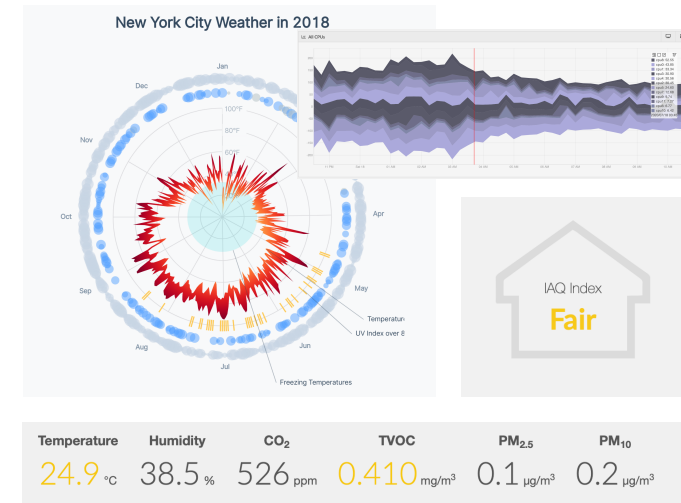 New York City Weather in 2018
All CPUs
Jan
Dec
100°F
80°F
60°F
Nov
Oct
Apr
Sep
May
Temperature
UV Index over 8
Aug
Jun
Jul
Freezing Temperatures
IAQ Index
Fair
Temperature Humidity CO2 TVOC PM2.5 PM10
24.9 °C 38.5 % 526 ppm 0.410 mg/m³ 0.1 µg/m³ 0.2 µg/m³